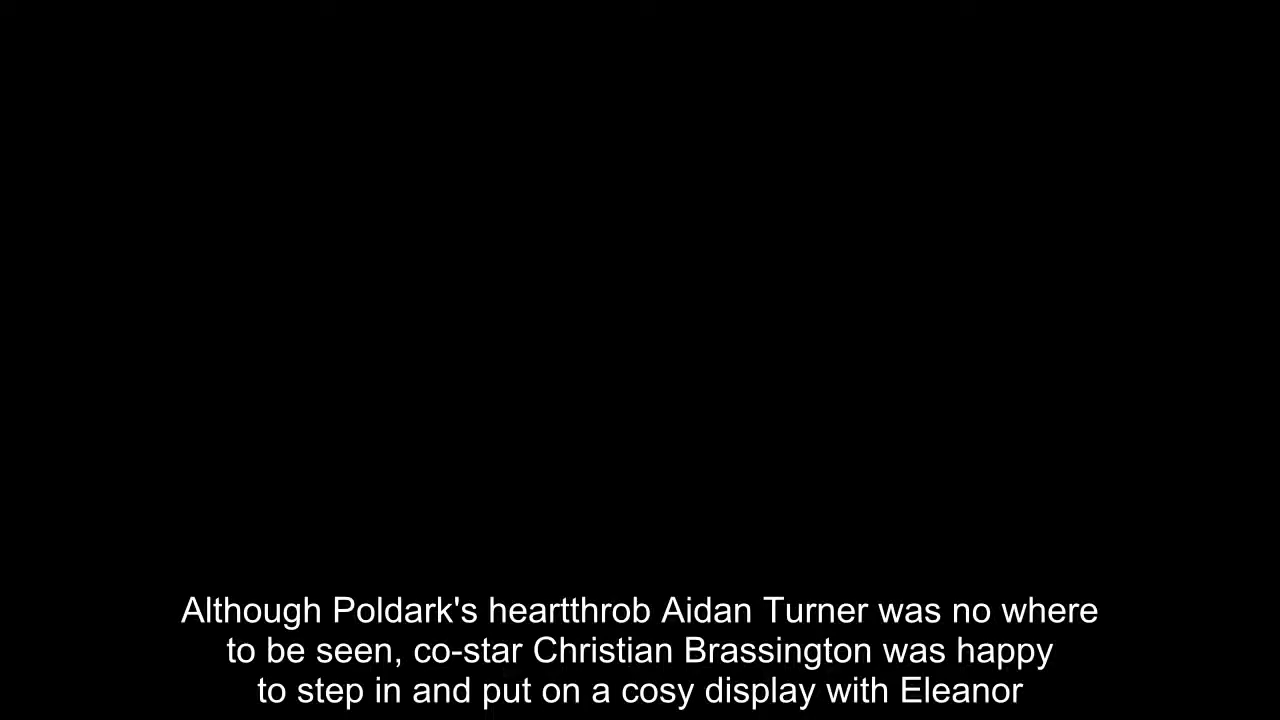 Although Poldark's heartthrob Aidan Turner was no where
to be seen, co-star Christian Brassington was happy
to step in and put on a cosy display with Eleanor